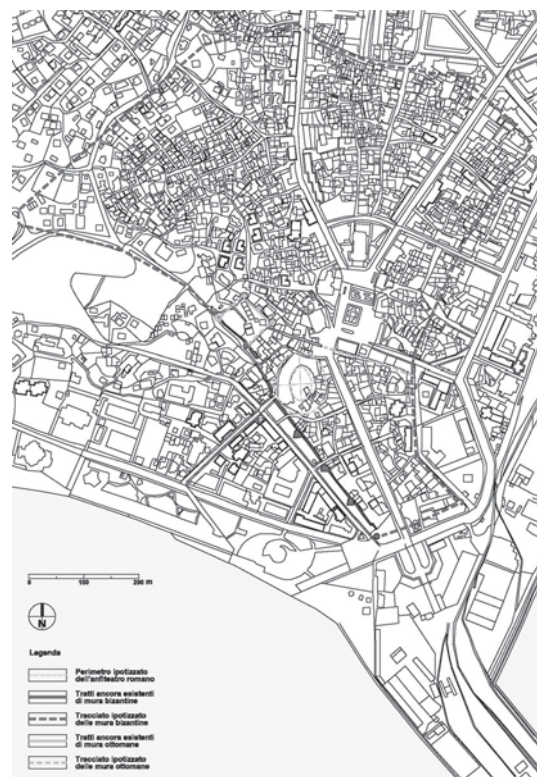 0 100 200 m
N
Legenda
Perimetro ipotizzato
dell'anfiteatro romano
Tratti ancora esistenti
di mura bizantine
Tracciato ipotizzato
delle mura bizantine
Tratti ancora esistenti
di mura ottomane
Tracciato ipotizzato
delle mura ottomane